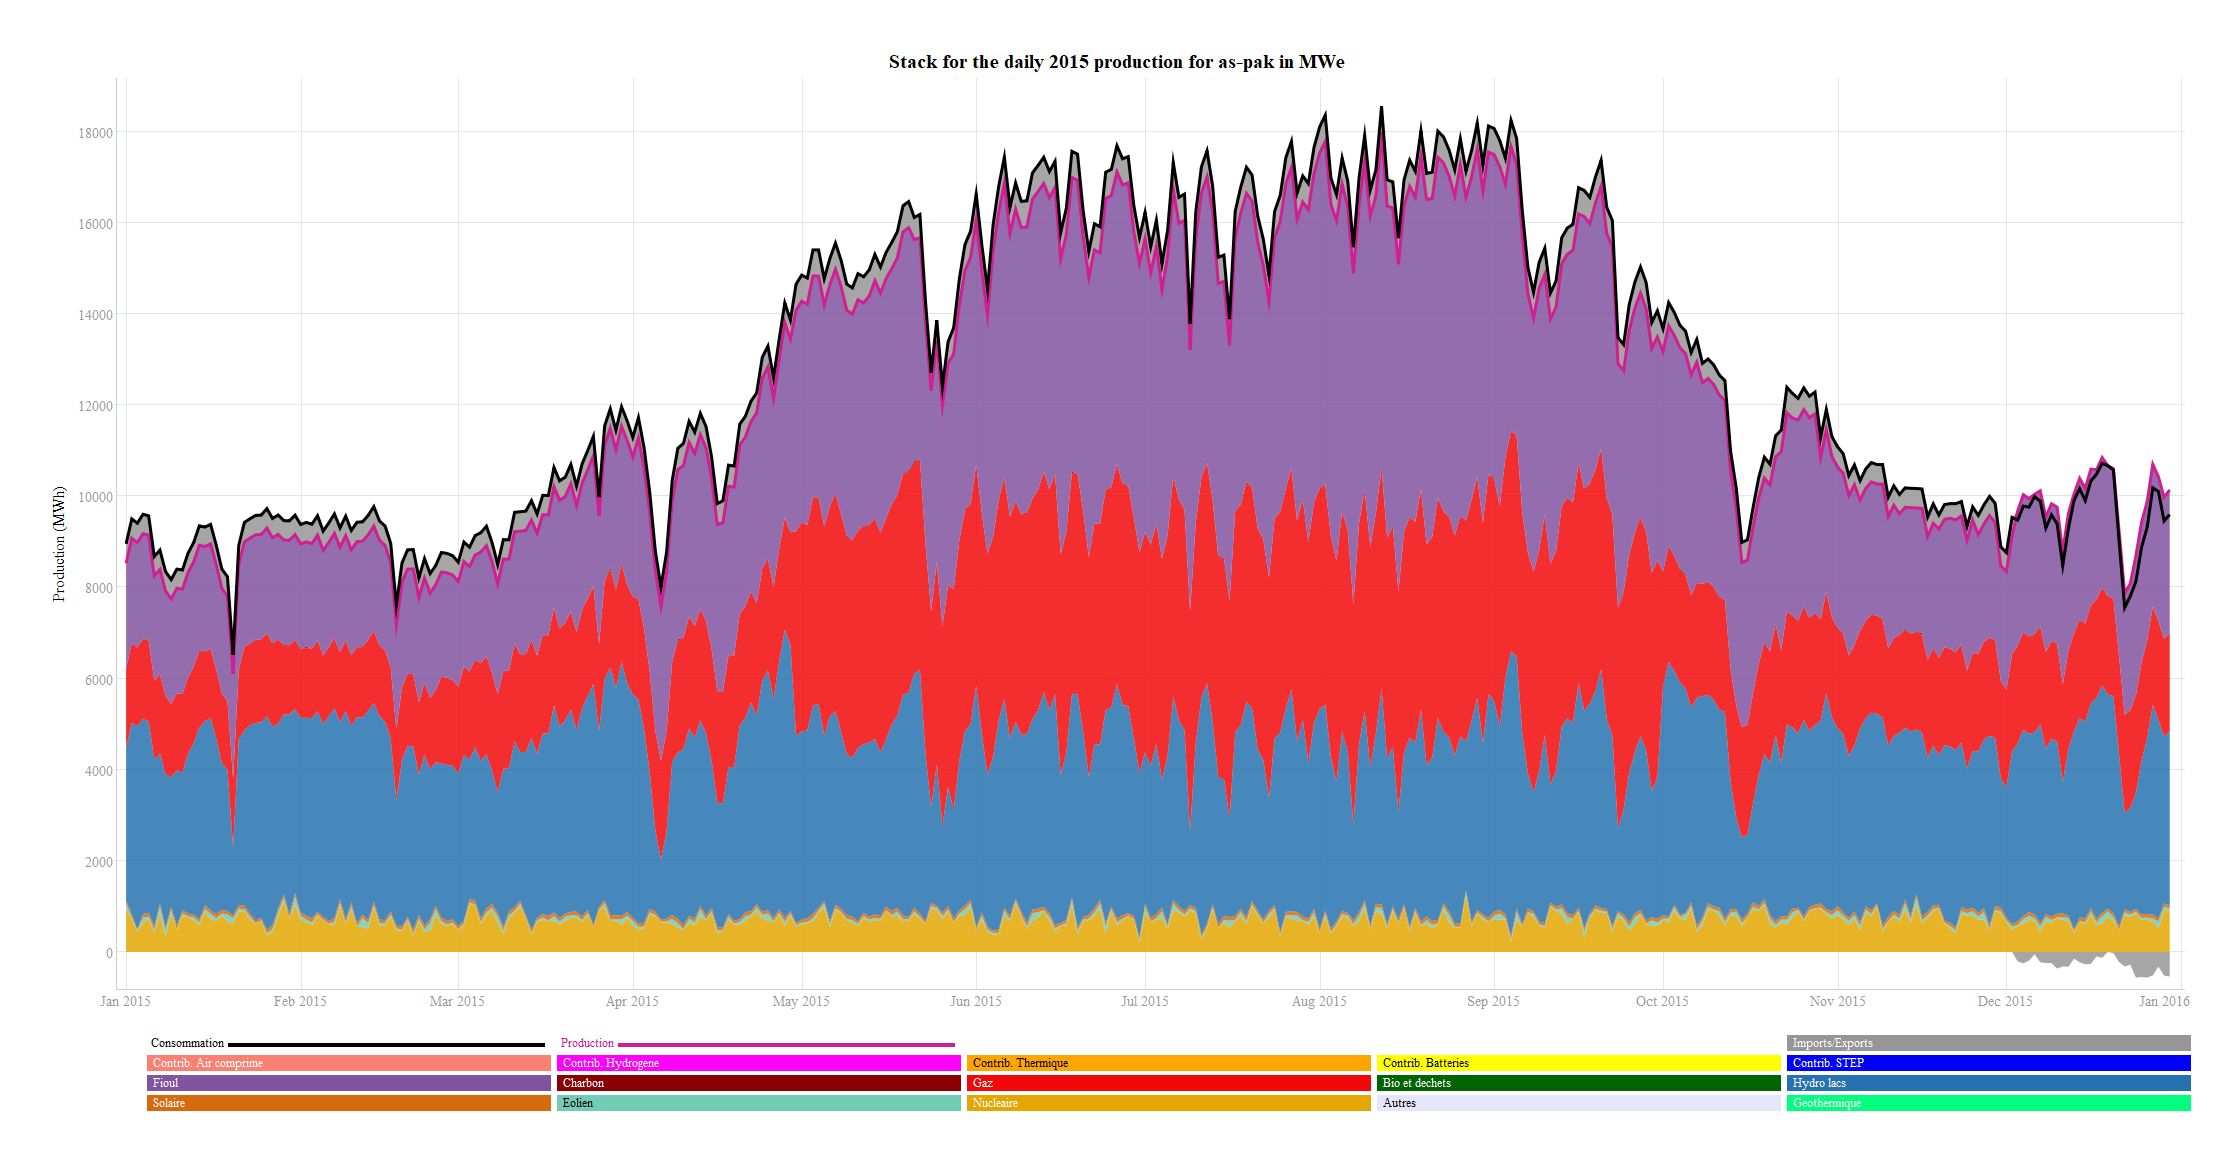 Stack for the daily 2015 production for as-pak in MWe
Production (MWh)
18000
16000
14000
12000
10000
8000
6000
4000
2000
0
Jan 2015 Feb 2015 Mar 2015 Apr 2015 May 2015 Jun 2015 Jul 2015 Aug 2015 Sep 2015 Oct 2015 Nov 2015 Dec 2015 Jan 2016
Consommation Production Imports/Exports
Contrib. Air comprime Contrib. Hydrogene Contrib. Thermique Contrib. Batteries Contrib. STEP
Fioul Charbon Gaz Bio et dechets Hydro lacs
Solaire Eolien Nucleaire Autres Geothermique